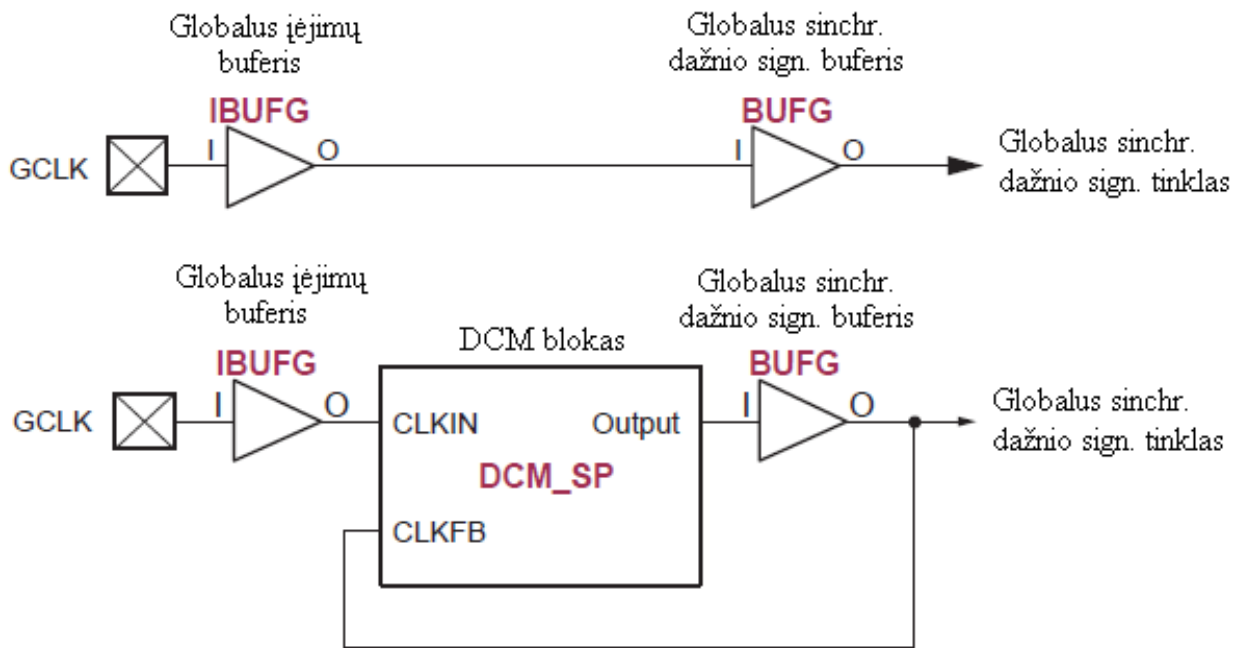 Globalus įėjimų
buferis
Globalus sinchr.
dažnio sign. buferis
IBUFG
BUFG
GCLK
I
O
I
O
Globalus sinchr.
dažnio sign. tinklas
Globalus įėjimų
buferis
Globalus sinchr.
dažnio sign. buferis
DCM blokas
IBUFG
BUFG
GCLK
I
O
CLKIN
Output
I
O
Globalus sinchr.
dažnio sign. tinklas
DCM_SP
CLKFB